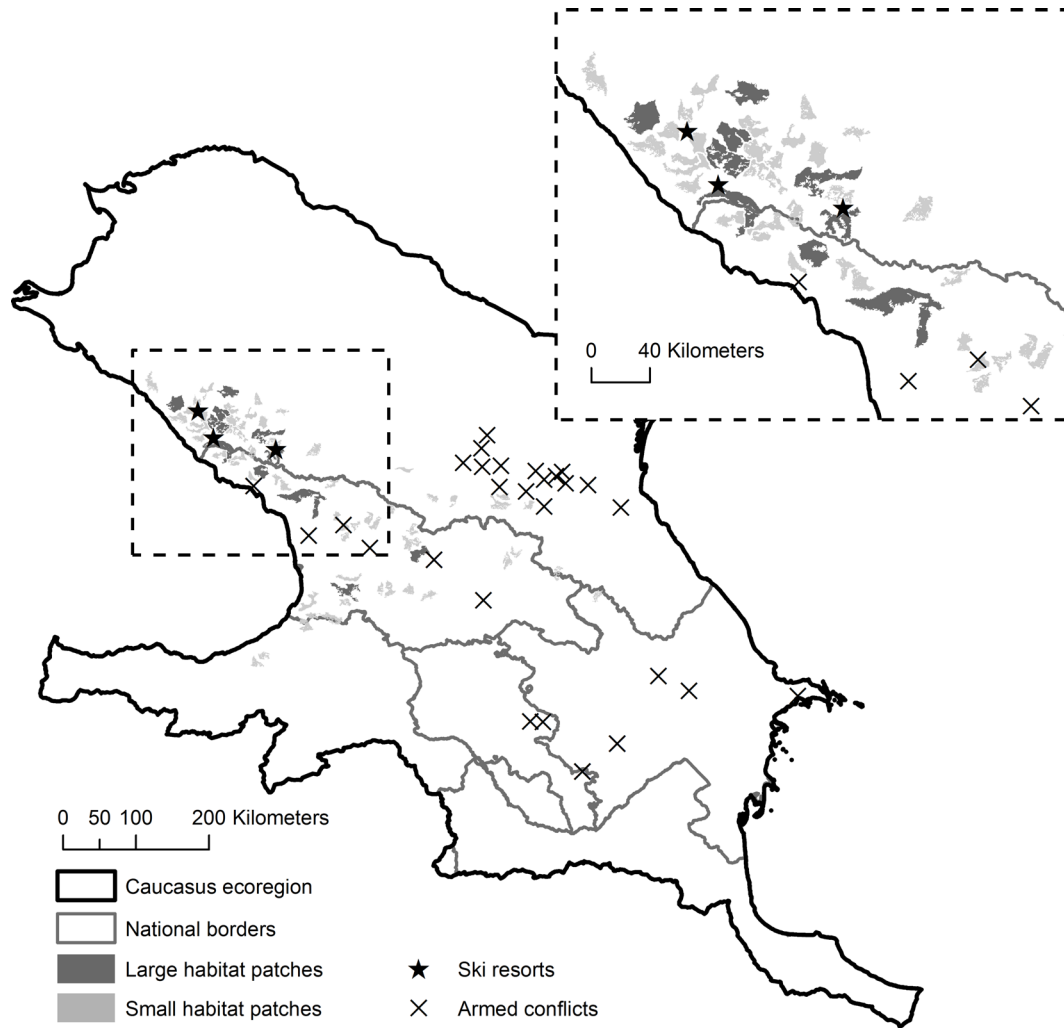 0 40 Kilometers
0 50 100 200 Kilometers
Caucasus ecoregion
National borders
Large habitat patches
Small habitat patches
Ski resorts
Armed conflicts